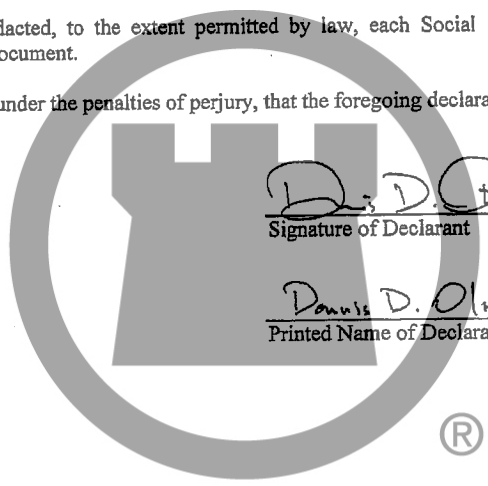 dacted, to the extent permitted by law, each Social
ocument.
under the penalties of perjury, that the foregoing declara
Signature of Declarant
Dennis D.
Printed Name of Declara
®